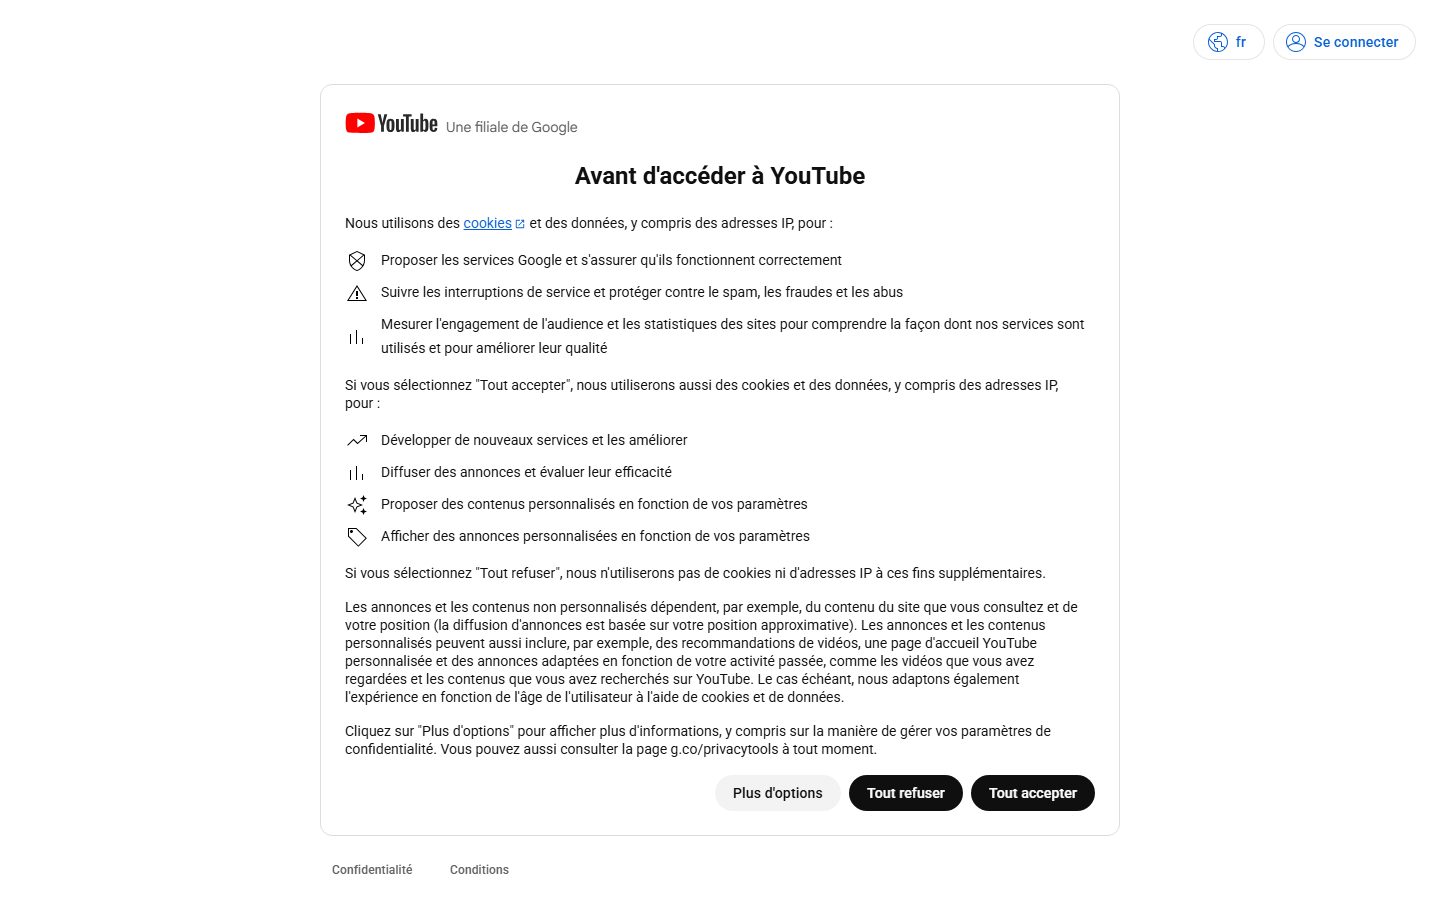 fr
Se connecter
YouTube Une filiale de Google
Avant d'accéder à YouTube
Nous utilisons des cookies et des données, y compris des adresses IP, pour :
Proposer les services Google et s'assurer qu'ils fonctionnent correctement
Suivre les interruptions de service et protéger contre le spam, les fraudes et les abus
Mesurer l'engagement de l'audience et les statistiques des sites pour comprendre la façon dont nos services sont
utilisés et pour améliorer leur qualité
Si vous sélectionnez "Tout accepter", nous utiliserons aussi des cookies et des données, y compris des adresses IP,
pour :
Développer de nouveaux services et les améliorer
Diffuser des annonces et évaluer leur efficacité
Proposer des contenus personnalisés en fonction de vos paramètres
Afficher des annonces personnalisées en fonction de vos paramètres
Si vous sélectionnez "Tout refuser", nous n'utiliserons pas de cookies ni d'adresses IP à ces fins supplémentaires.
Les annonces et les contenus non personnalisés dépendent, par exemple, du contenu du site que vous consultez et de
votre position (la diffusion d'annonces est basée sur votre position approximative). Les annonces et les contenus
personnalisés peuvent aussi inclure, par exemple, des recommandations de vidéos, une page d'accueil YouTube
personnalisée et des annonces adaptées en fonction de votre activité passée, comme les vidéos que vous avez
regardées et les contenus que vous avez recherchés sur YouTube. Le cas échéant, nous adaptons également
l'expérience en fonction de l'âge de l'utilisateur à l'aide de cookies et de données.
Cliquez sur "Plus d'options" pour afficher plus d'informations, y compris sur la manière de gérer vos paramètres de
confidentialité. Vous pouvez aussi consulter la page g.co/privacytools à tout moment.
Plus d'options
Tout refuser
Tout accepter
Confidentialité
Conditions